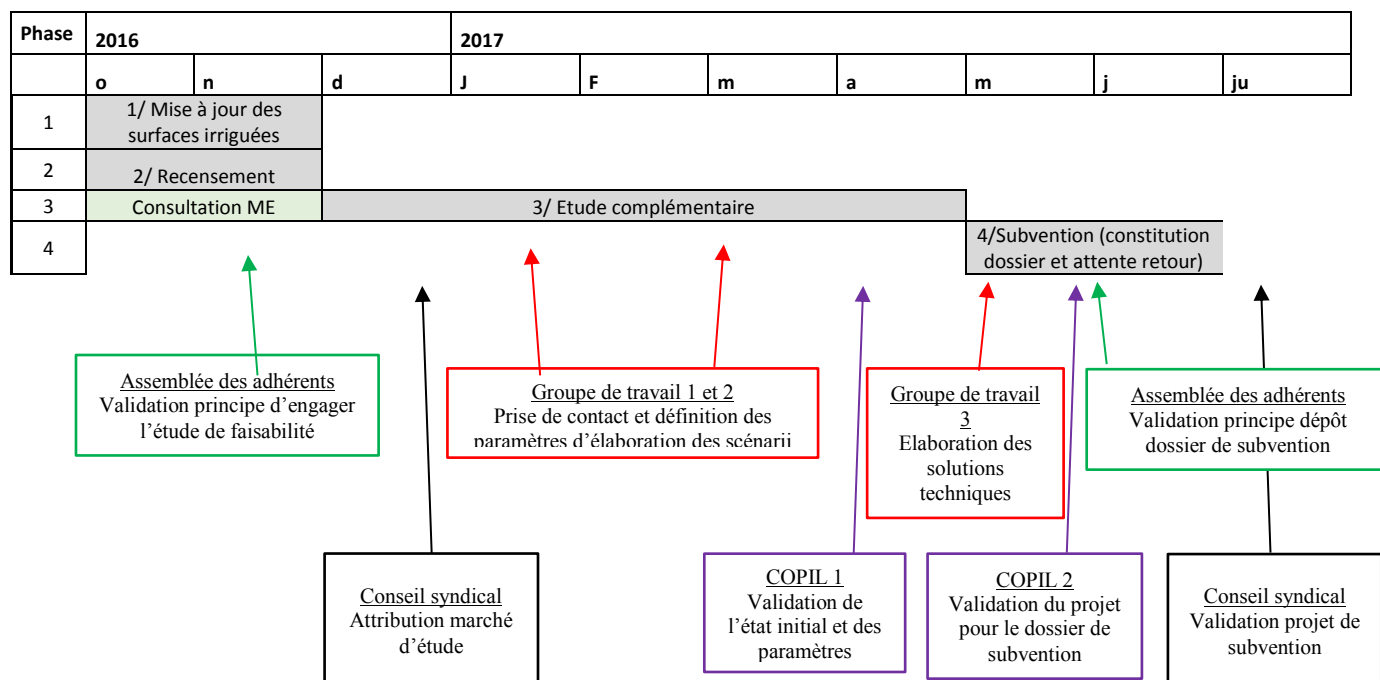 Phase 2016 2017
o n d J F m a m j ju
1 1/ Mise à jour des
surfaces irriguées
2 2/ Recensement
3 Consultation ME 3/ Etude complémentaire
4 4/Subvention (constitution
dossier et attente retour)
Assemblée des adhérents
Validation principe d’engager
l’étude de faisabilité
Groupe de travail 1 et 2
Prise de contact et définition des
paramètres d’élaboration des scénarii
Groupe de travail
3
Elaboration des
solutions
techniques
Assemblée des adhérents
Validation principe dépôt
dossier de subvention
Conseil syndical
Attribution marché
d’étude
COPIL 1
Validation de
l’état initial et des
paramètres
COPIL 2
Validation du projet
pour le dossier de
subvention
Conseil syndical
Validation projet de
subvention